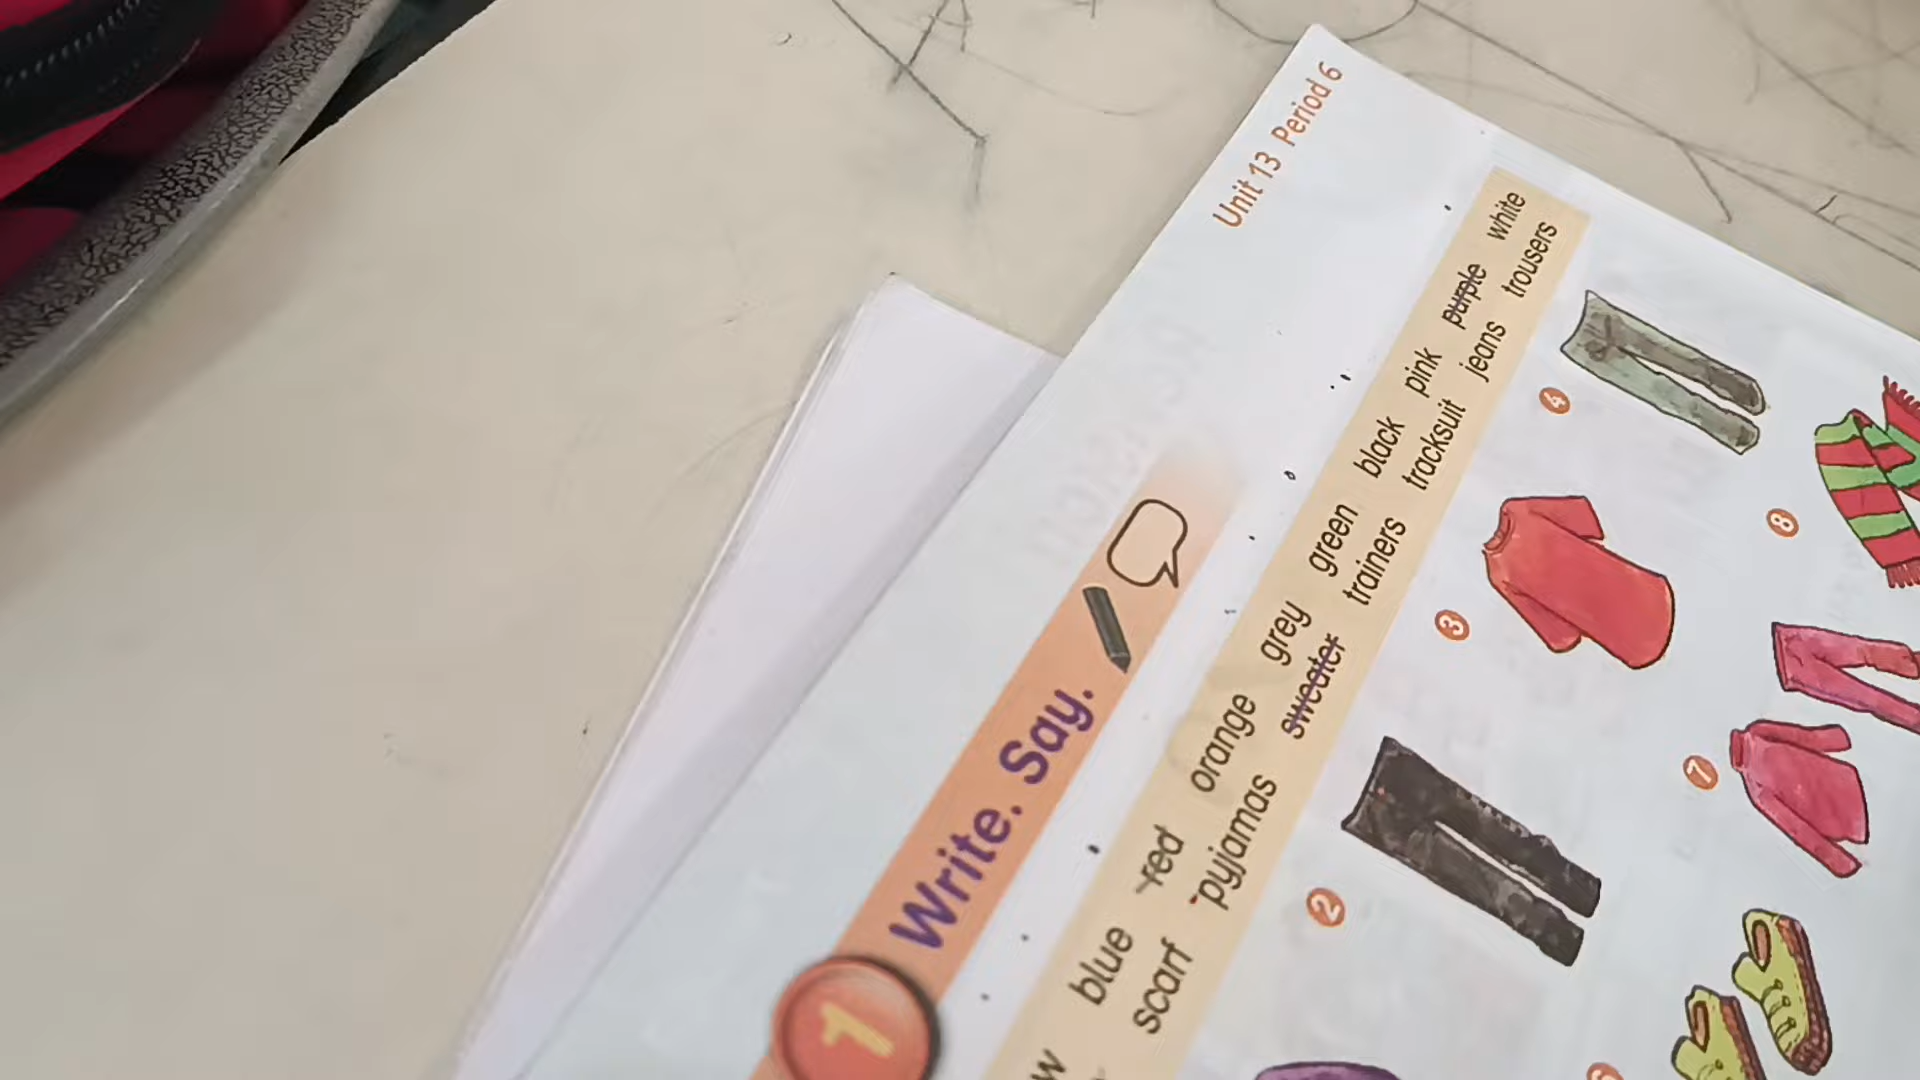 Unit 13 Period 6
1 Write. Say.
blue red orange grey green black pink purple white
scarf pyjamas sweater trainers tracksuit jeans trousers
2
3
4
6
7
8